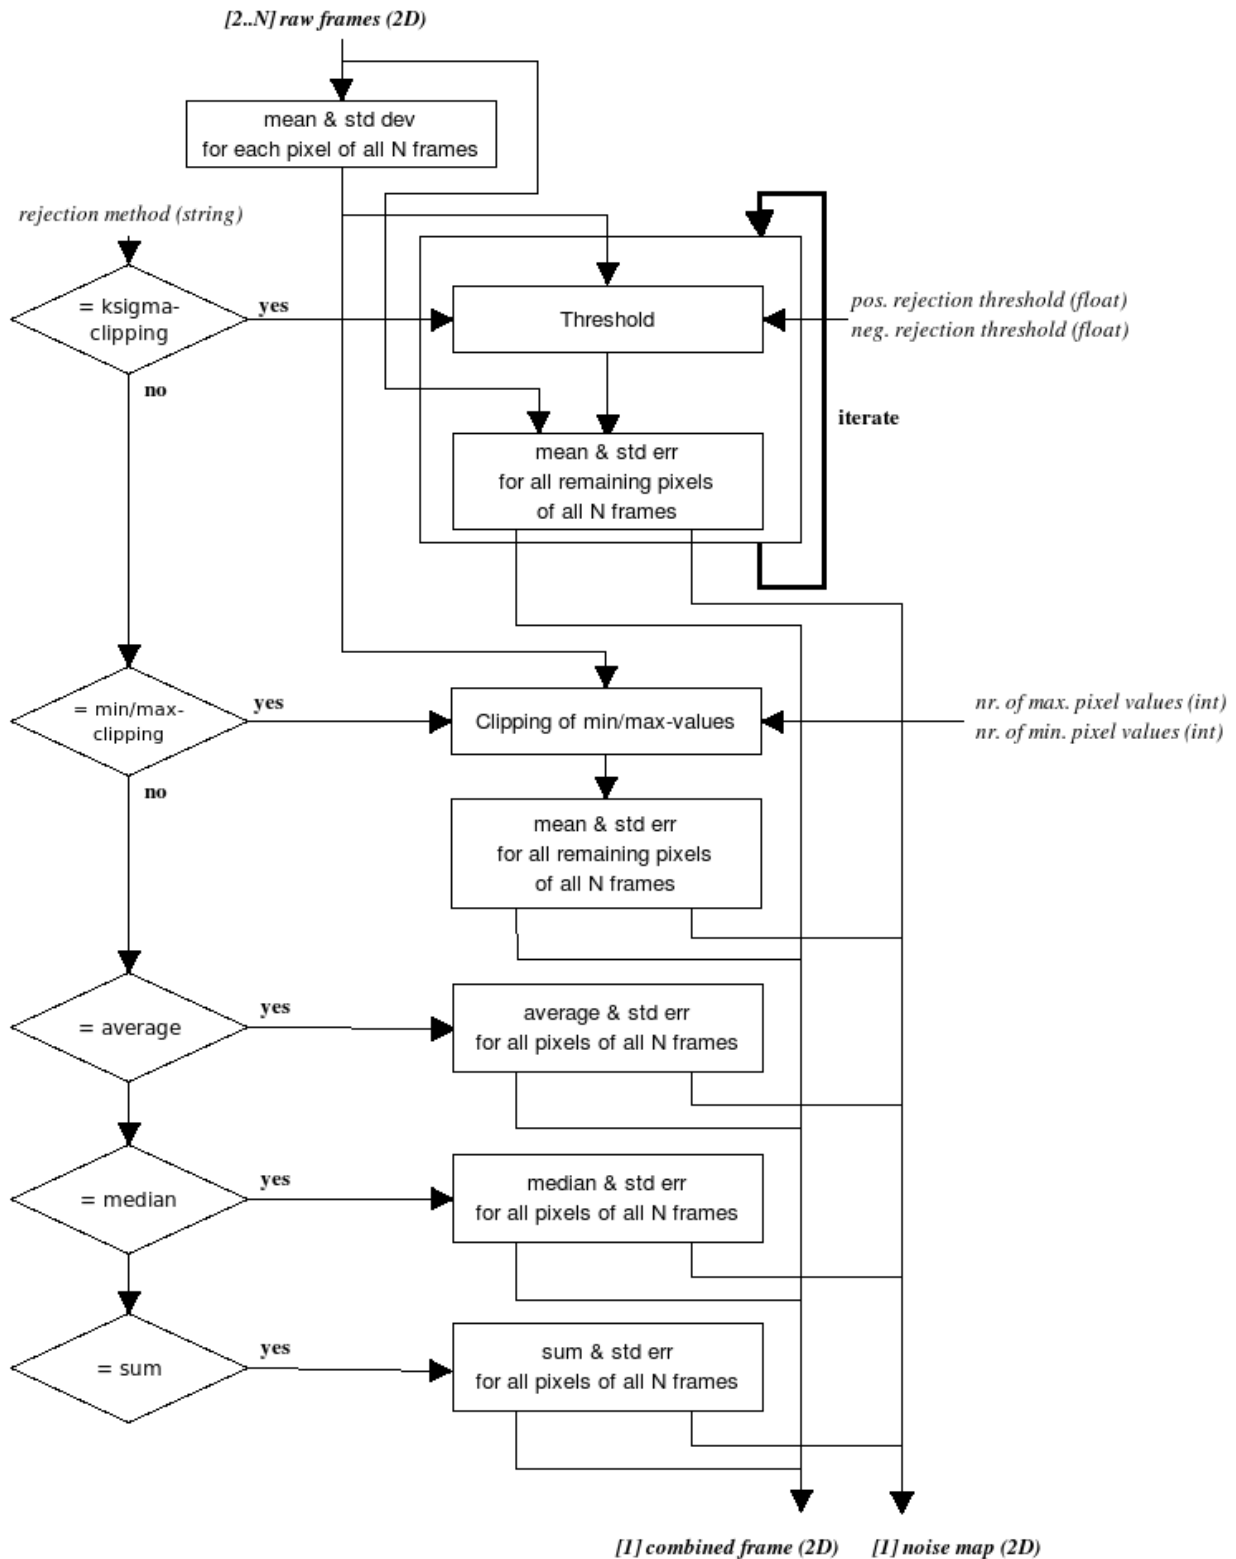 [2..N] raw frames (2D)
mean & std dev
for each pixel of all N frames
rejection method (string)
= ksigma-
clipping
yes
no
Threshold
pos. rejection threshold (float)
neg. rejection threshold (float)
iterate
mean & std err
for all remaining pixels
of all N frames
= min/max-
clipping
yes
no
Clipping of min/max-values
nr. of max. pixel values (int)
nr. of min. pixel values (int)
mean & std err
for all remaining pixels
of all N frames
= average
yes
average & std err
for all pixels of all N frames
= median
yes
median & std err
for all pixels of all N frames
= sum
yes
sum & std err
for all pixels of all N frames
[1] combined frame (2D)
[1] noise map (2D)